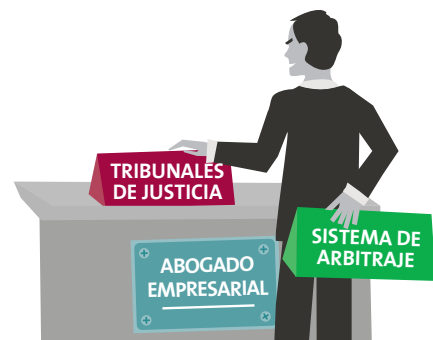 TRIBUNALES
DE JUSTICIA
SISTEMA DE
ARBITRAJE
ABOGADO
EMPRESARIAL